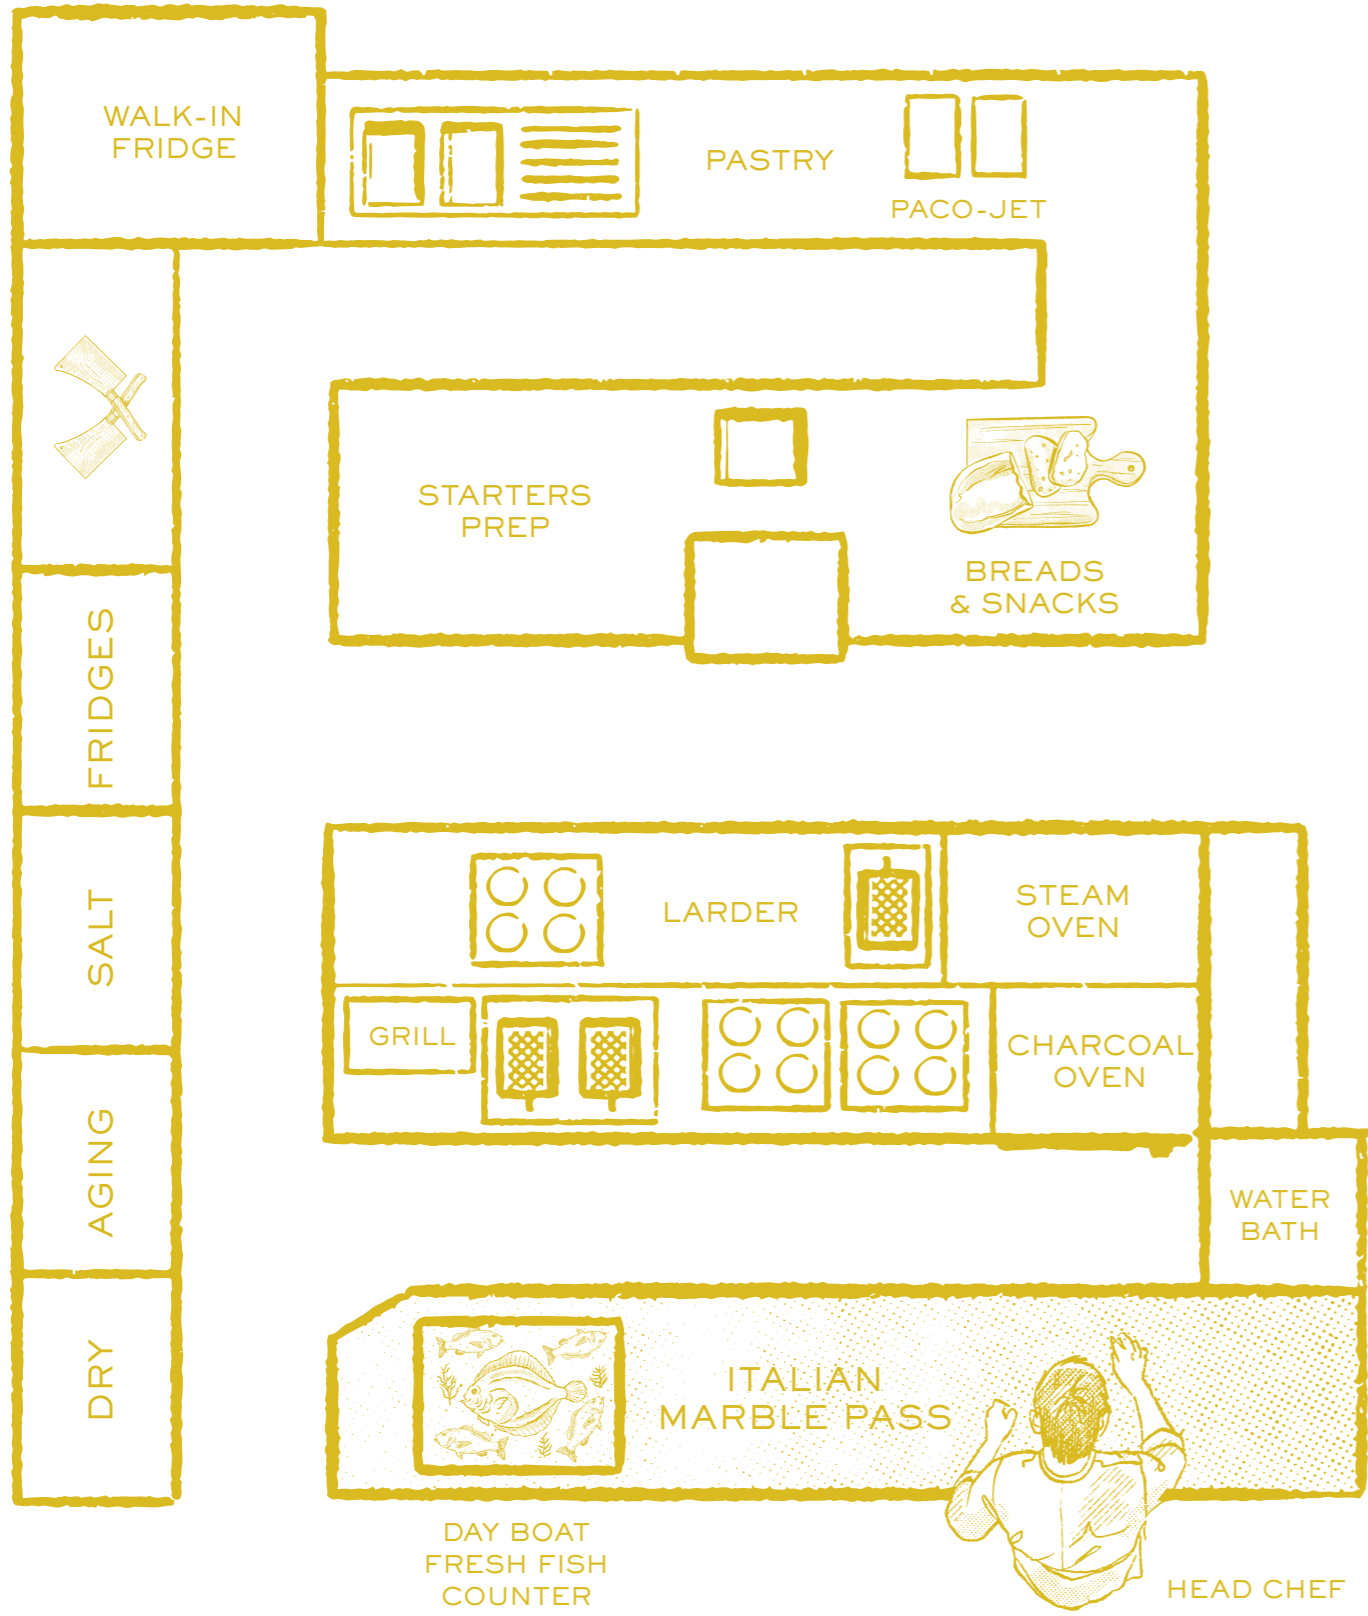 WALK-IN
FRIDGE
PASTRY
PACO-JET
STARTERS
PREP
BREADS
& SNACKS
FRIDGES
SALT
AGING
DRY
LARDER
STEAM
OVEN
GRILL
CHARCOAL
OVEN
WATER
BATH
ITALIAN
MARBLE PASS
DAY BOAT
FRESH FISH
COUNTER
HEAD CHEF